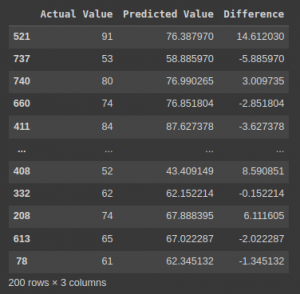 Actual Value Predicted Value Difference
521 91 76.387970 14.612030
737 53 58.885970 -5.885970
740 80 76.990265 3.009735
660 74 76.851804 -2.851804
411 84 87.627378 -3.627378
... ... ... ...
408 52 43.409149 8.590851
332 62 62.152214 -0.152214
208 74 67.888395 6.111605
613 65 67.022287 -2.022287
78 61 62.345132 -1.345132
200 rows × 3 columns